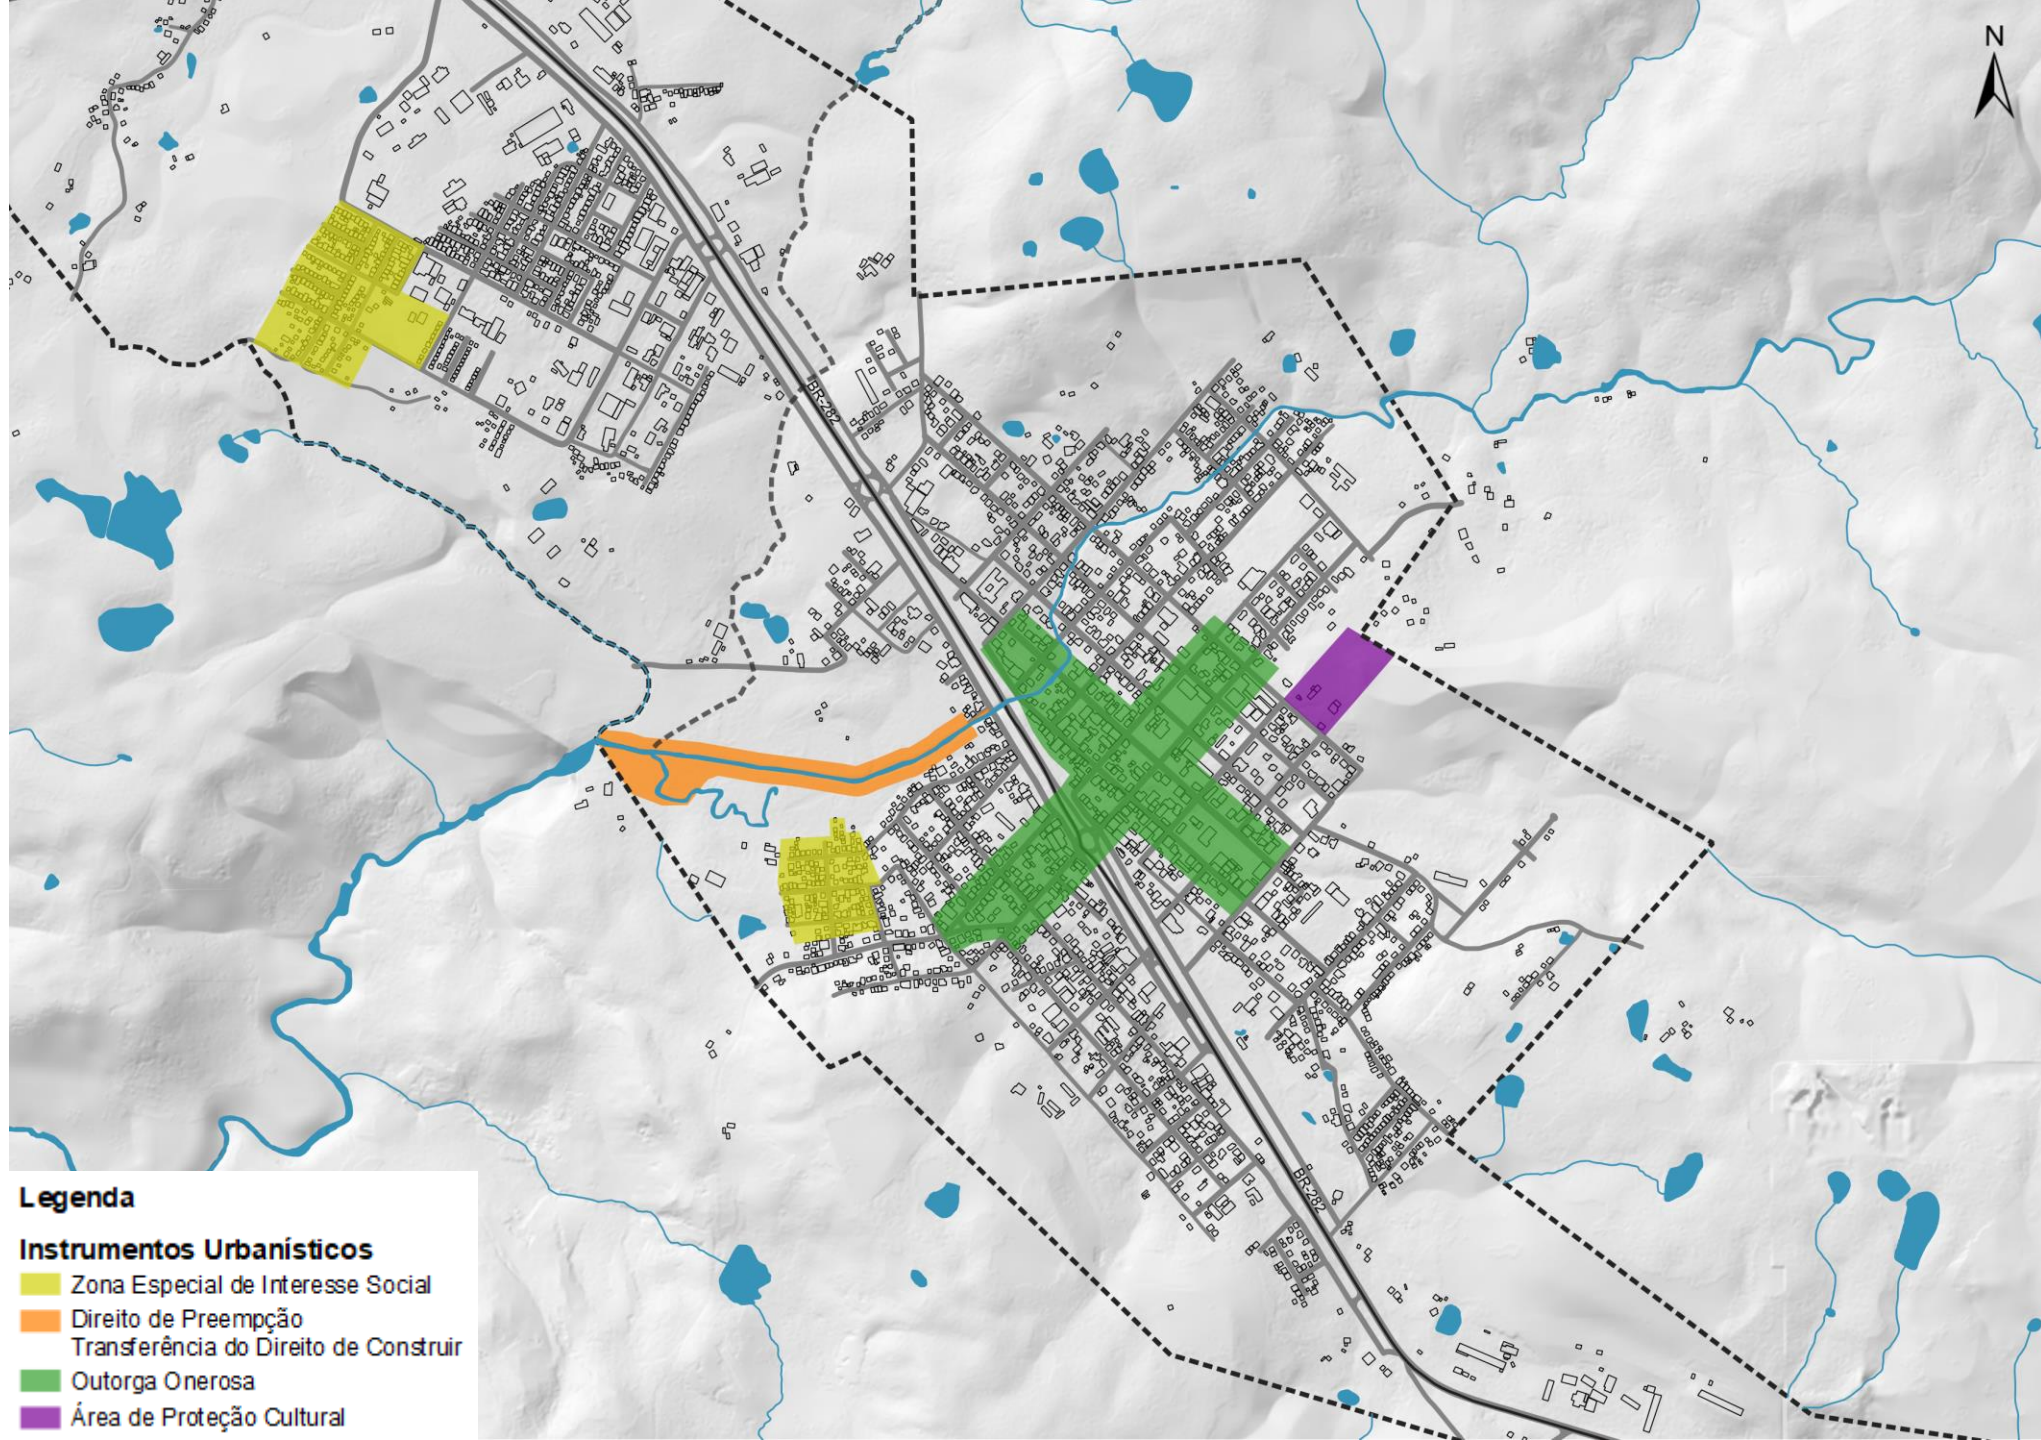 N
BR-282
BR-282
Legenda
Instrumentos Urbanísticos
Zona Especial de Interesse Social
Direito de Preempção
Transferência do Direito de Construir
Outorga Onerosa
Área de Proteção Cultural